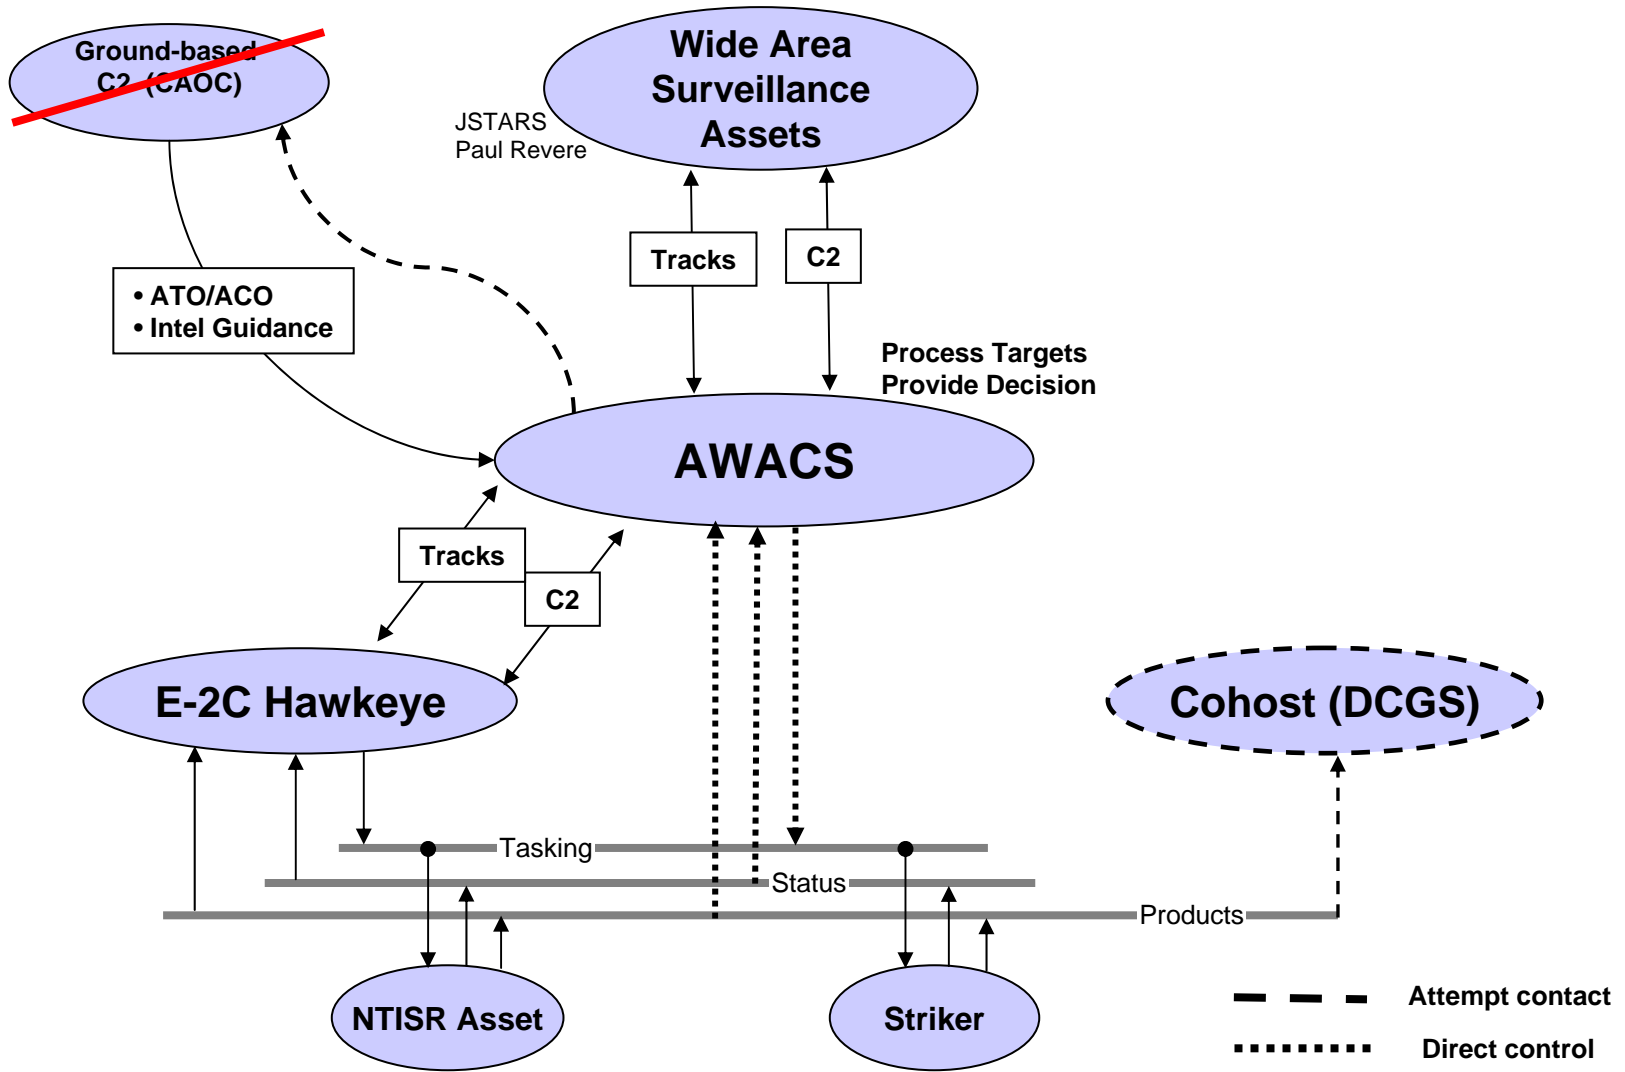 Ground-based
C2 (CAOC)
Wide Area
Surveillance
Assets
JSTARS
Paul Revere
Tracks
C2
• ATO/ACO
• Intel Guidance
Process Targets
Provide Decision
AWACS
Tracks
C2
E-2C Hawkeye
Cohost (DCGS)
Tasking
Status
Products
NTISR Asset
Striker
Attempt contact
Direct control